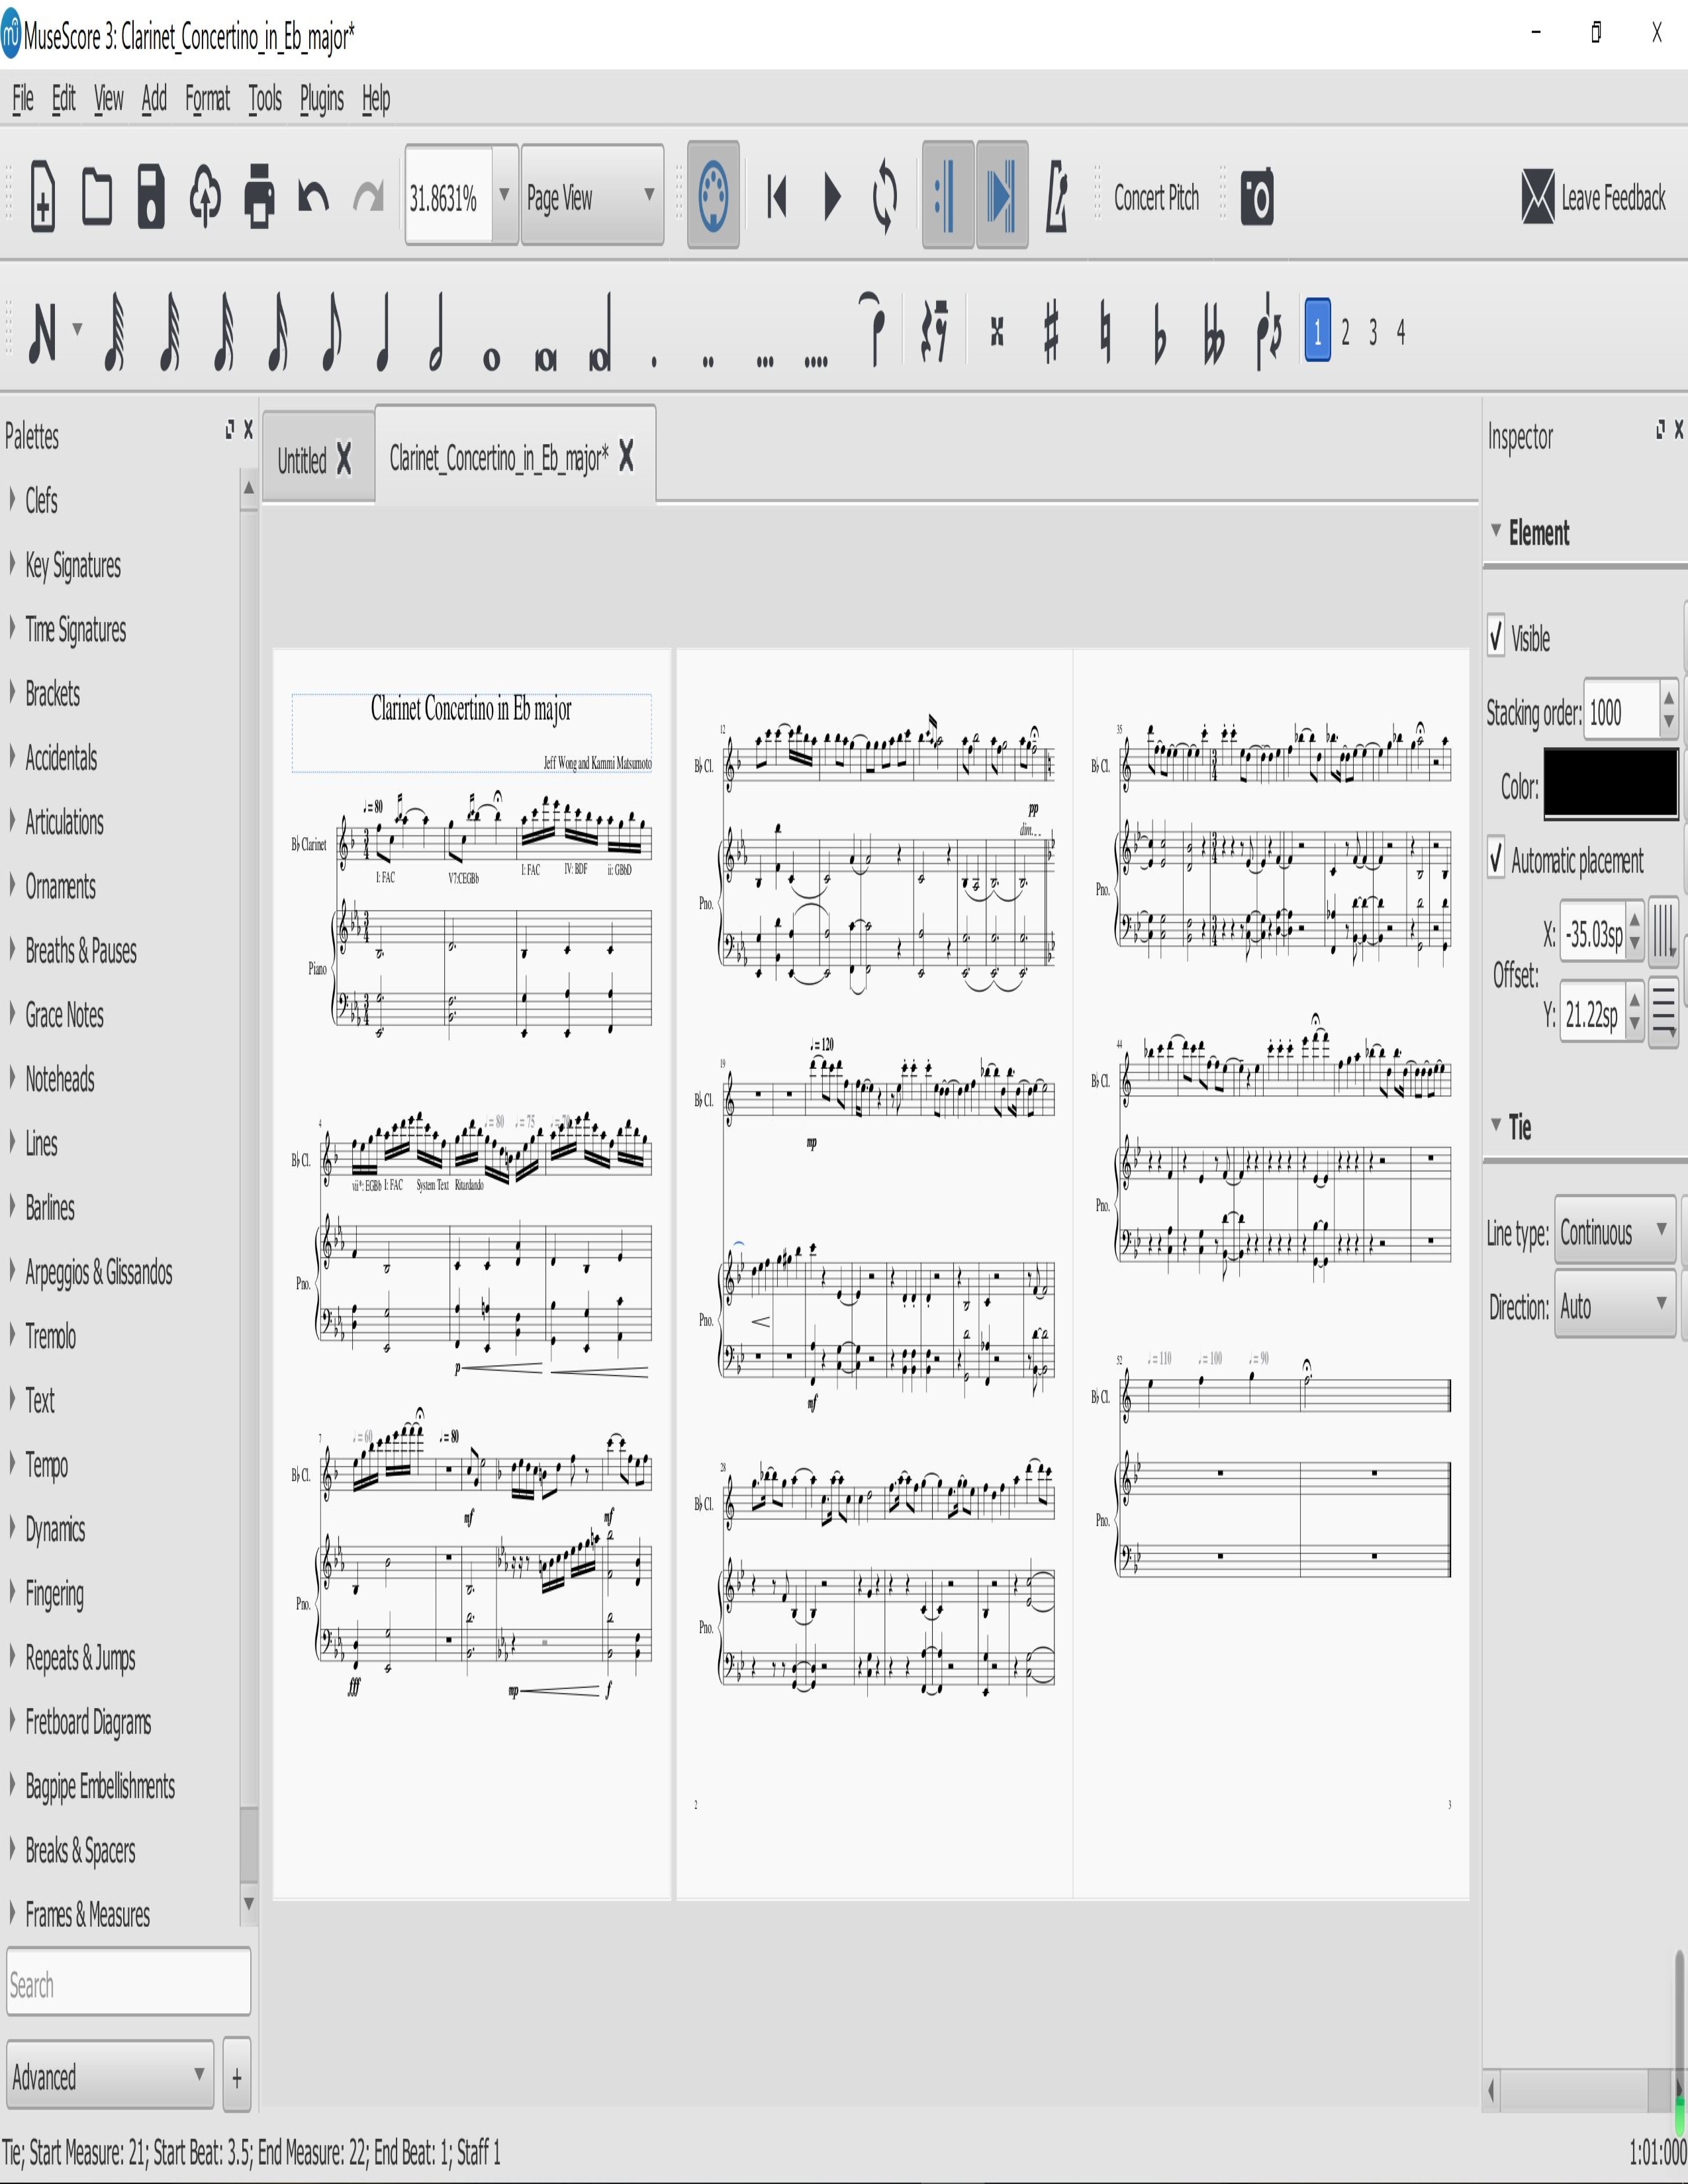 MuseScore 3: Clarinet_Concertino_in_Eb_major*
File Edit View Add Format Tools Plugins Help
31.8631% Page View Concert Pitch Leave Feedback
1 2 3 4
Palettes
Clefs
Key Signatures
Time Signatures
Brackets
Accidentals
Articulations
Ornaments
Breaths & Pauses
Grace Notes
Noteheads
Lines
Barlines
Arpeggios & Glissandos
Tremolo
Text
Tempo
Dynamics
Fingering
Repeats & Jumps
Fretboard Diagrams
Bagpipe Embellishments
Breaks & Spacers
Frames & Measures
Search
Advanced +
Untitled Clarinet_Concertino_in_Eb_major*
Clarinet Concertino in Eb major
Jeff Wong and Kammi Matsumoto
♩= 80
B♭ Clarinet
I: FAC V7:CEGBb I: FAC IV: BDF ii: GBbD
Piano
4
♩= 80 ♩= 75 ♩= 70
B♭ Cl.
vii°: EGBb I: FAC System Text Ritardando
Pno.
p
7
♩= 60 ♩= 80
B♭ Cl.
mf mf
Pno.
fff mp f
12
B♭ Cl.
pp
dim...
Pno.
19
♩= 120
B♭ Cl.
mp
Pno.
mf
28
B♭ Cl.
Pno.
2
35
B♭ Cl.
Pno.
44
B♭ Cl.
Pno.
52
♩= 110 ♩= 100 ♩= 90
B♭ Cl.
Pno.
3
Inspector
Element
Visible
Stacking order: 1000
Color:
Automatic placement
X: -35.03sp
Offset:
Y: 21.22sp
Tie
Line type: Continuous
Direction: Auto
Tie; Start Measure: 21; Start Beat: 3.5; End Measure: 22; End Beat: 1; Staff 1
1:01:000